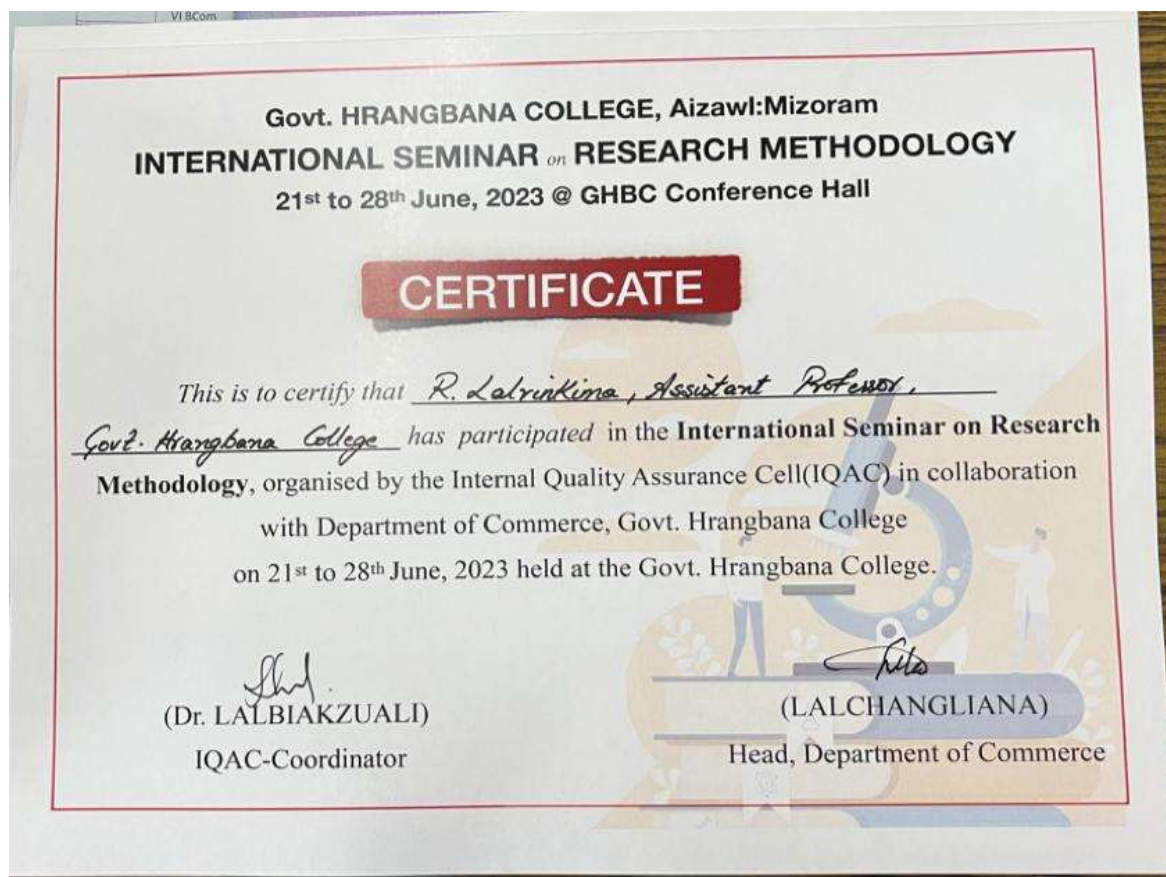 VI BCom
Govt. HRANGBANA COLLEGE, Aizawl:Mizoram
INTERNATIONAL SEMINAR on RESEARCH METHODOLOGY
21st to 28th June, 2023 @ GHBC Conference Hall
CERTIFICATE
This is to certify that R. Lalrinkima, Assistant Professor,
Govt. Hrangbana College has participated in the International Seminar on Research
Methodology, organised by the Internal Quality Assurance Cell(IQAC) in collaboration
with Department of Commerce, Govt. Hrangbana College
on 21st to 28th June, 2023 held at the Govt. Hrangbana College.
(Dr. LALBIAKZUALI)
IQAC-Coordinator
(LALCHANGLIANA)
Head, Department of Commerce